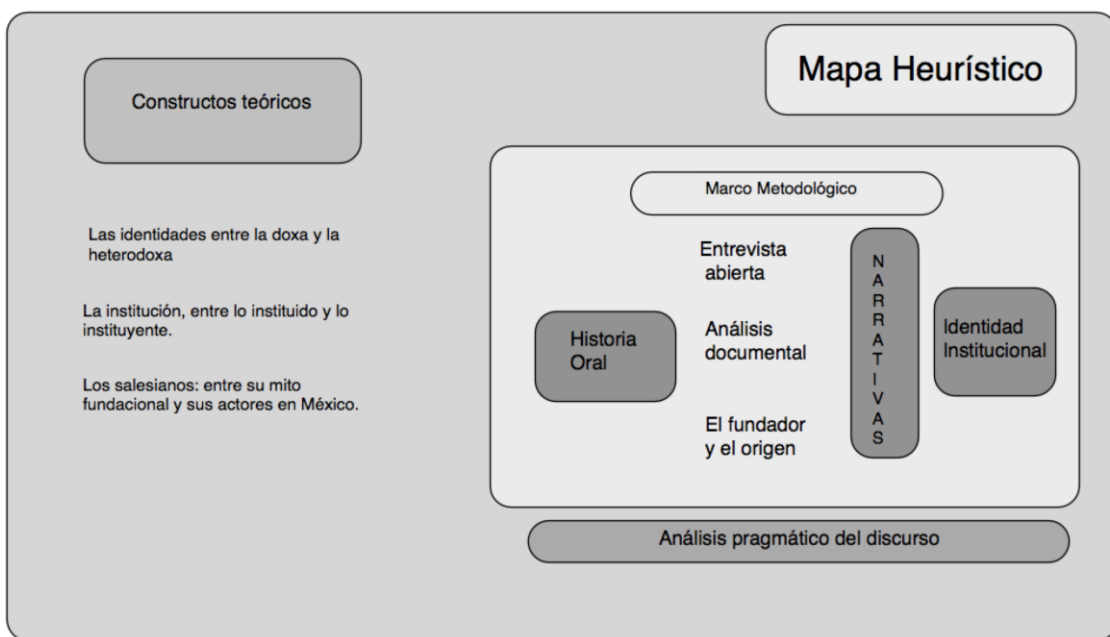 Mapa Heurístico
Constructos teóricos
Las identidades entre la doxa y la
heterodoxa
La institución, entre lo instituido y lo
instituyente.
Los salesianos: entre su mito
fundacional y sus actores en México.
Marco Metodológico
Historia
Oral
Entrevista
abierta
Análisis
documental
El fundador
y el origen
NARRATIVAS
Identidad
Institucional
Análisis pragmático del discurso